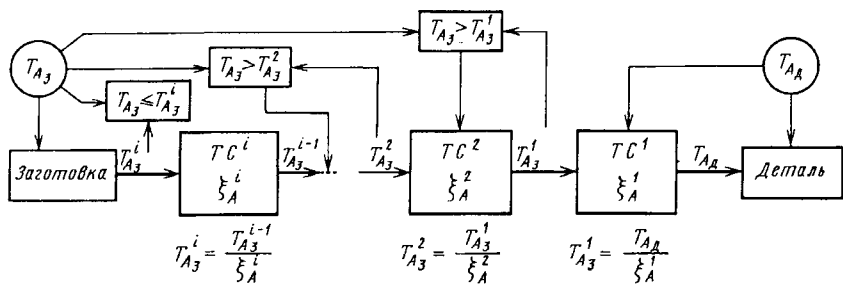 T_{A_З} > T_{A_З}^1
T_{A_З}
T_{A_З} > T_{A_З}^2
T_{A_Д}
T_{A_З} ≤ T_{A_З}^i
Заготовка
T_{A_З}^i
ТС^i
ξ_A^i
T_{A_З}^{i-1}
T_{A_З}^2
ТС^2
ξ_A^2
T_{A_З}^1
ТС^1
ξ_A^1
T_{A_Д}
Деталь
T_{A_З}^i = T_{A_З}^{i-1} / ξ_A^i
T_{A_З}^2 = T_{A_З}^1 / ξ_A^2
T_{A_З}^1 = T_{A_Д} / ξ_A^1